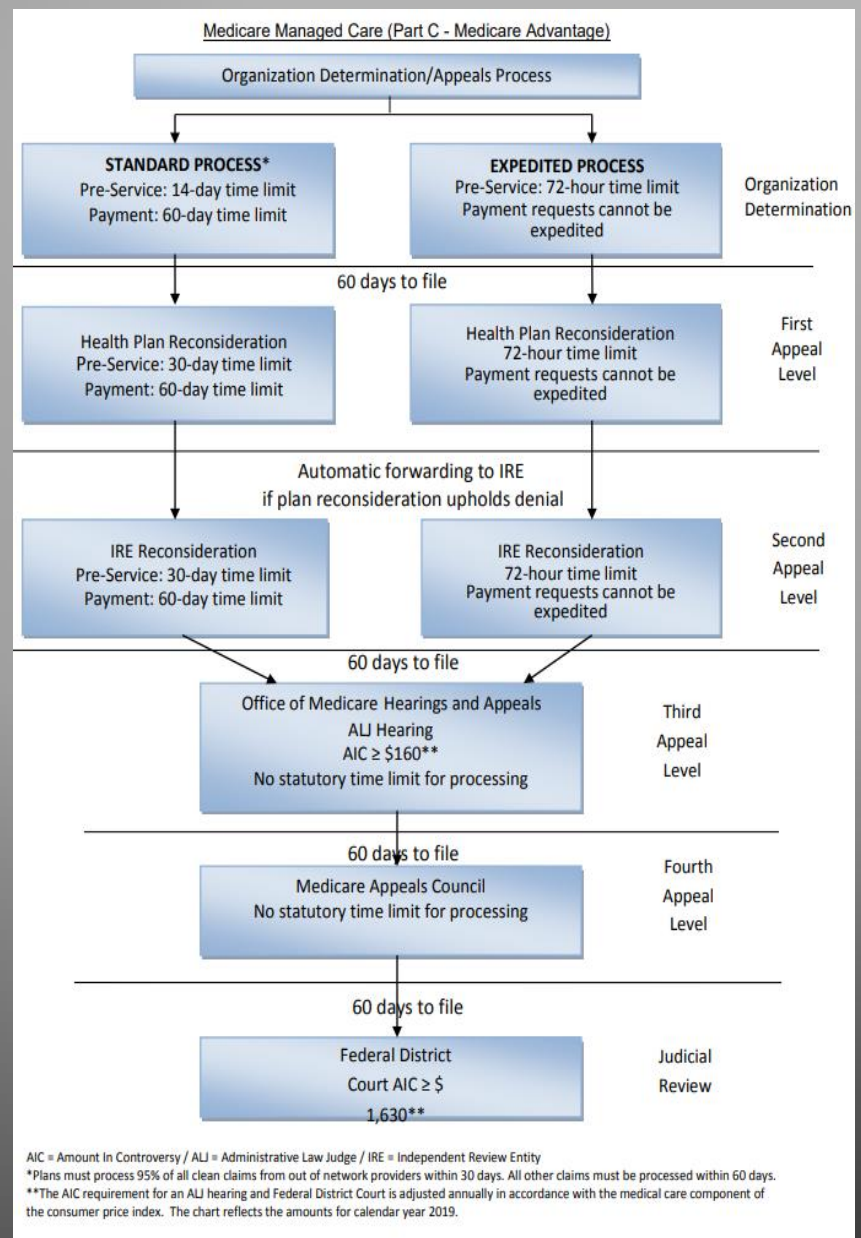 Medicare Managed Care (Part C - Medicare Advantage)
Organization Determination/Appeals Process
STANDARD PROCESS*
Pre-Service: 14-day time limit
Payment: 60-day time limit
EXPEDITED PROCESS
Pre-Service: 72-hour time limit
Payment requests cannot be
expedited
Organization
Determination
60 days to file
Health Plan Reconsideration
Pre-Service: 30-day time limit
Payment: 60-day time limit
Health Plan Reconsideration
72-hour time limit
Payment requests cannot be
expedited
First
Appeal
Level
Automatic forwarding to IRE
if plan reconsideration upholds denial
IRE Reconsideration
Pre-Service: 30-day time limit
Payment: 60-day time limit
IRE Reconsideration
72-hour time limit
Payment requests cannot be
expedited
Second
Appeal
Level
60 days to file
Office of Medicare Hearings and Appeals
ALJ Hearing
AIC ≥ $160**
No statutory time limit for processing
Third
Appeal
Level
60 days to file
Medicare Appeals Council
No statutory time limit for processing
Fourth
Appeal
Level
60 days to file
Federal District
Court AIC ≥ $
1,630**
Judicial
Review
AIC = Amount In Controversy / ALJ = Administrative Law Judge / IRE = Independent Review Entity
*Plans must process 95% of all clean claims from out of network providers within 30 days. All other claims must be processed within 60 days.
**The AIC requirement for an ALJ hearing and Federal District Court is adjusted annually in accordance with the medical care component of
the consumer price index. The chart reflects the amounts for calendar year 2019.